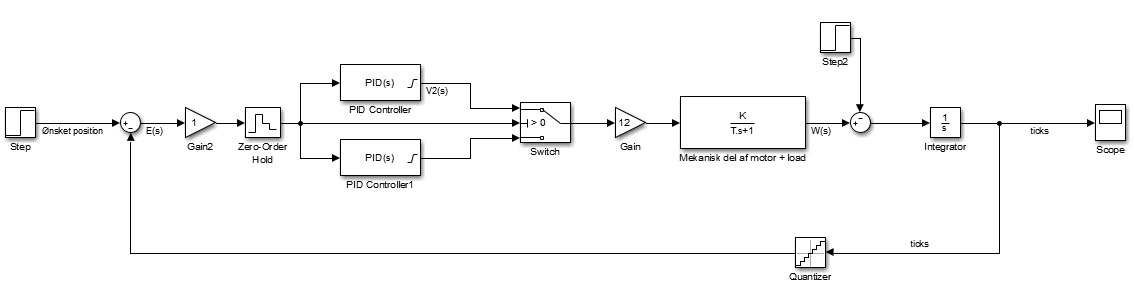 Step
Ønsket position
+
-
E(s)
1
Gain2
Zero-Order
Hold
PID(s)
PID Controller
V2(s)
PID(s)
PID Controller1
> 0
Switch
12
Gain
K
T.s+1
Mekanisk del af motor + load
W(s)
Step2
+
-
1
s
Integrator
ticks
Scope
ticks
Quantizer